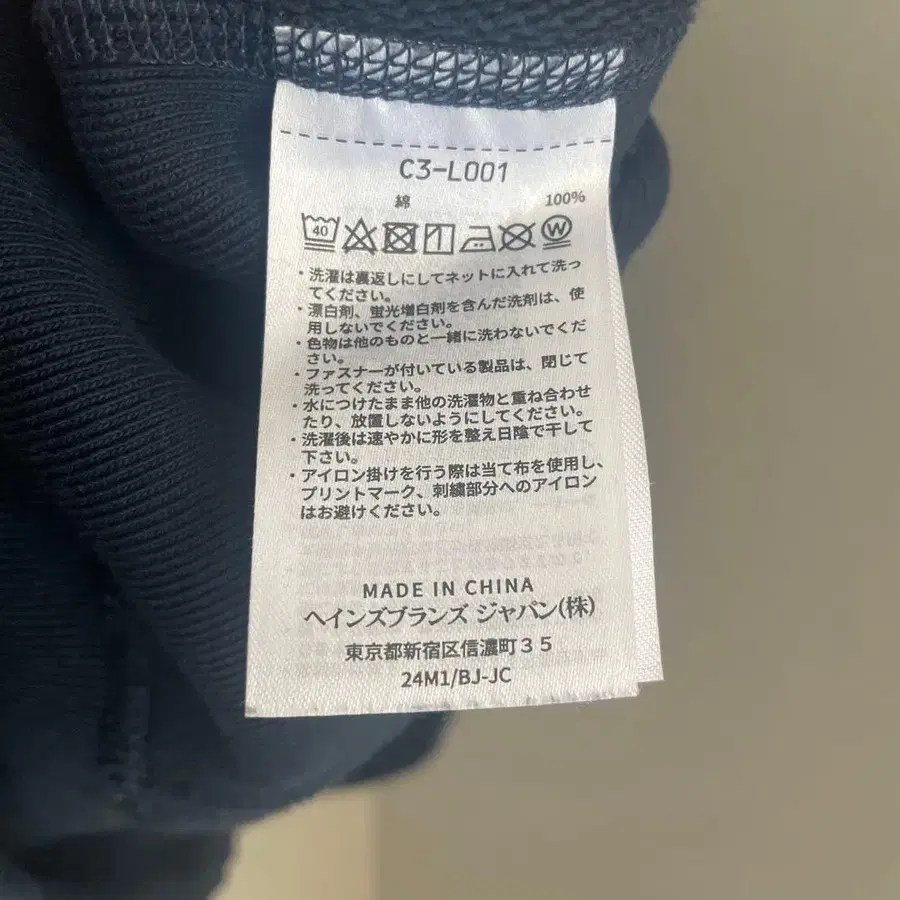 C3-L001
綿 100%
40 W
・洗濯は裏返しにしてネットに入れて洗っ
てください。
・漂白剤、蛍光増白剤を含んだ洗剤は、使
用しないでください。
・色物は他のものと一緒に洗わないでくだ
さい。
・ファスナーが付いている製品は、閉じて
洗ってください。
・水につけたまま他の洗濯物と重ね合わせ
たり、放置しないようにしてください。
・洗濯後は速やかに形を整え日陰で干して
下さい。
・アイロン掛けを行う際は当て布を使用し、
プリントマーク、刺繍部分へのアイロン
はお避けください。
MADE IN CHINA
ヘインズブランズ ジャパン(株)
東京都新宿区信濃町35
24M1/BJ-JC